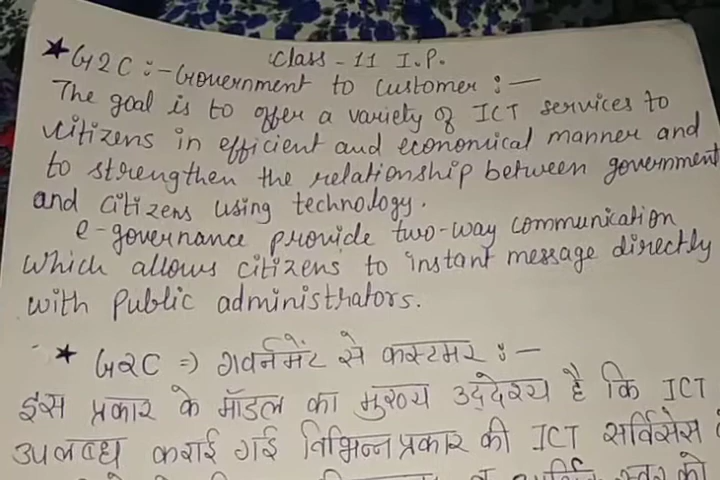 Class - 11 I.P.
★ G2C :- Government to customer :-
The goal is to offer a variety of ICT services to
citizens in efficient and economical manner and
to strengthen the relationship between government
and citizens using technology.
e-governance provide two-way communication
which allows citizens to instant message directly
with public administrators.
★ G2C ⇒ गवर्नमेंट से कस्टमर :-
इस प्रकार के मॉडल का मुख्य उद्देश्य है कि ICT
उपलब्ध कराई गई विभिन्न प्रकार की ICT सर्विसेस